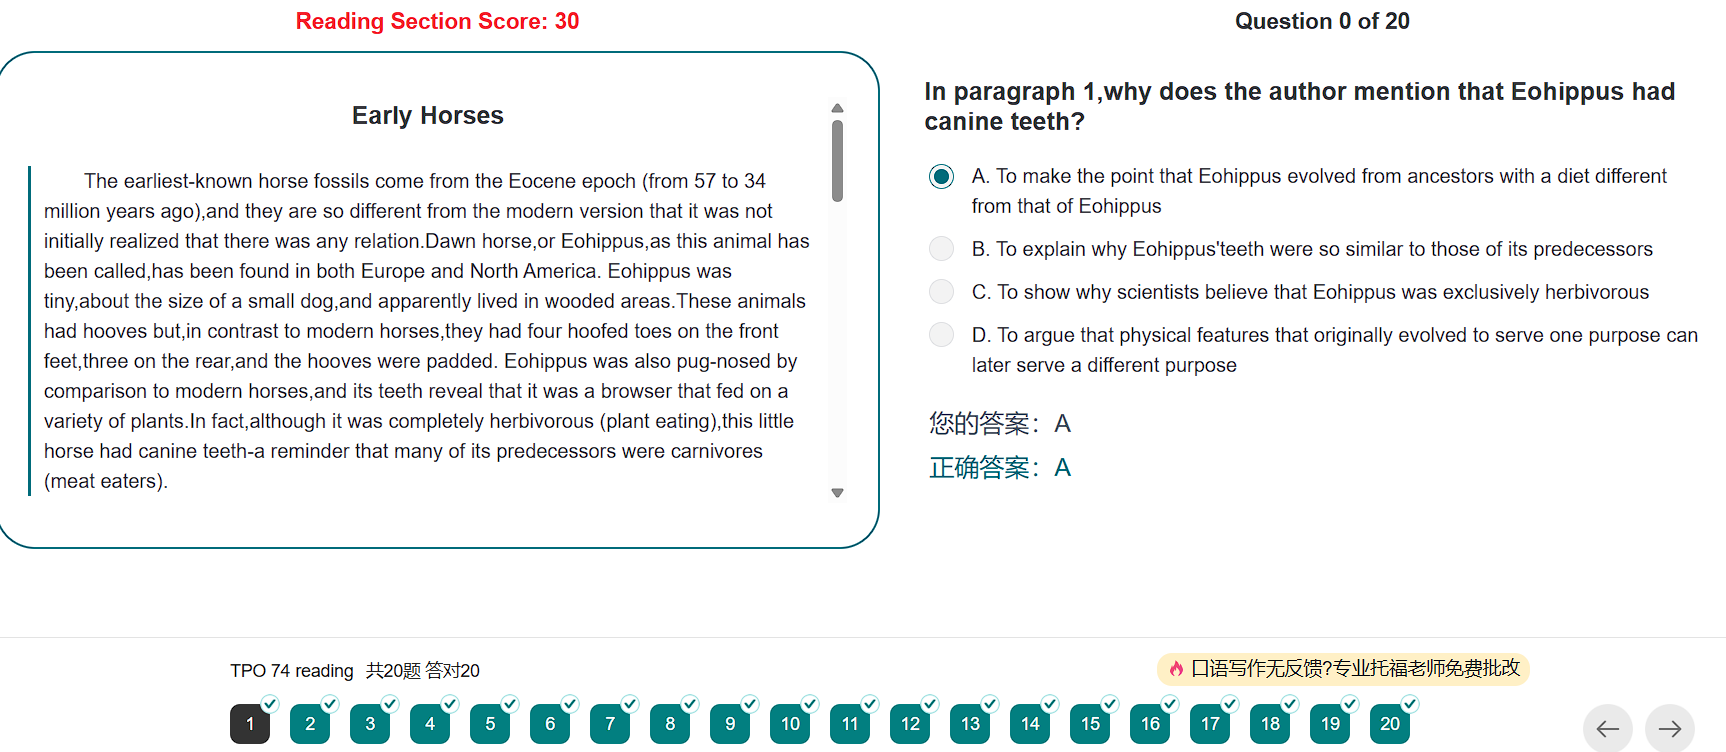 Reading Section Score: 30
Question 0 of 20
Early Horses
The earliest-known horse fossils come from the Eocene epoch (from 57 to 34
million years ago),and they are so different from the modern version that it was not
initially realized that there was any relation.Dawn horse,or Eohippus,as this animal has
been called,has been found in both Europe and North America. Eohippus was
tiny,about the size of a small dog,and apparently lived in wooded areas.These animals
had hooves but,in contrast to modern horses,they had four hoofed toes on the front
feet,three on the rear,and the hooves were padded. Eohippus was also pug-nosed by
comparison to modern horses,and its teeth reveal that it was a browser that fed on a
variety of plants.In fact,although it was completely herbivorous (plant eating),this little
horse had canine teeth-a reminder that many of its predecessors were carnivores
(meat eaters).
In paragraph 1,why does the author mention that Eohippus had
canine teeth?
A. To make the point that Eohippus evolved from ancestors with a diet different
from that of Eohippus
B. To explain why Eohippus'teeth were so similar to those of its predecessors
C. To show why scientists believe that Eohippus was exclusively herbivorous
D. To argue that physical features that originally evolved to serve one purpose can
later serve a different purpose
您的答案：A
正确答案：A
TPO 74 reading 共20题 答对20
口语写作无反馈?专业托福老师免费批改
1 2 3 4 5 6 7 8 9 10 11 12 13 14 15 16 17 18 19 20